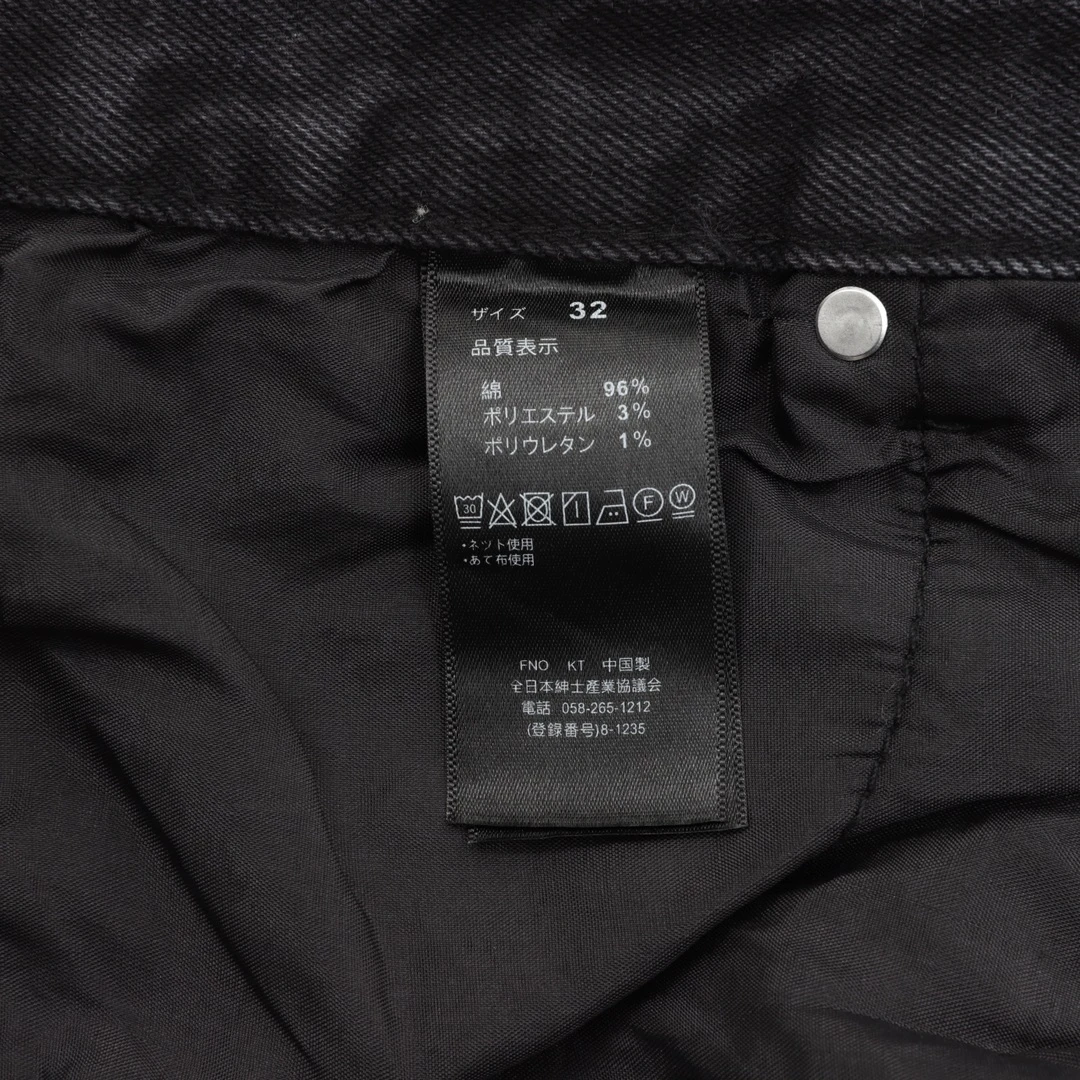 ザイズ 32
品質表示
綿 96%
ポリエステル 3%
ポリウレタン 1%
30 F W
・ネット使用
・あて布使用
FNO KT 中国製
全日本紳士産業協議会
電話 058-265-1212
(登録番号)8-1235